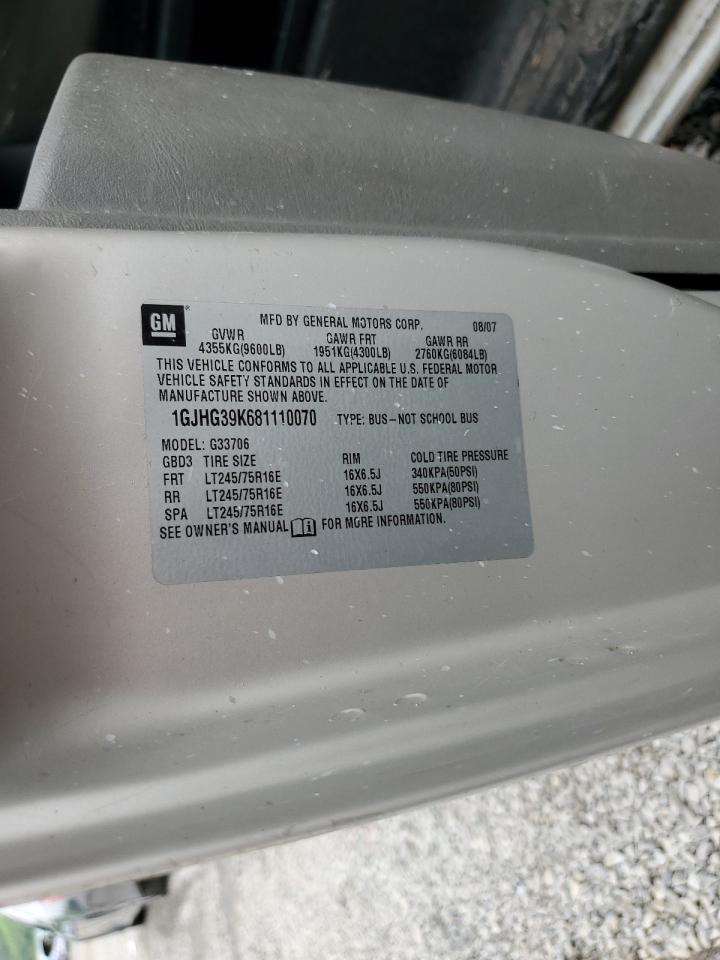 GM ® MFD BY GENERAL MOTORS CORP. 08/07
GVWR GAWR FRT GAWR RR
4355KG(9600LB) 1951KG(4300LB) 2760KG(6084LB)
THIS VEHICLE CONFORMS TO ALL APPLICABLE U.S. FEDERAL MOTOR
VEHICLE SAFETY STANDARDS IN EFFECT ON THE DATE OF
MANUFACTURE SHOWN ABOVE.
1GJHG39K681110070 TYPE: BUS-NOT SCHOOL BUS
MODEL: G33706
GBD3 TIRE SIZE RIM COLD TIRE PRESSURE
FRT LT245/75R16E 16X6.5J 340KPA(50PSI)
RR LT245/75R16E 16X6.5J 550KPA(80PSI)
SPA LT245/75R16E 16X6.5J 550KPA(80PSI)
SEE OWNER'S MANUAL i FOR MORE INFORMATION.